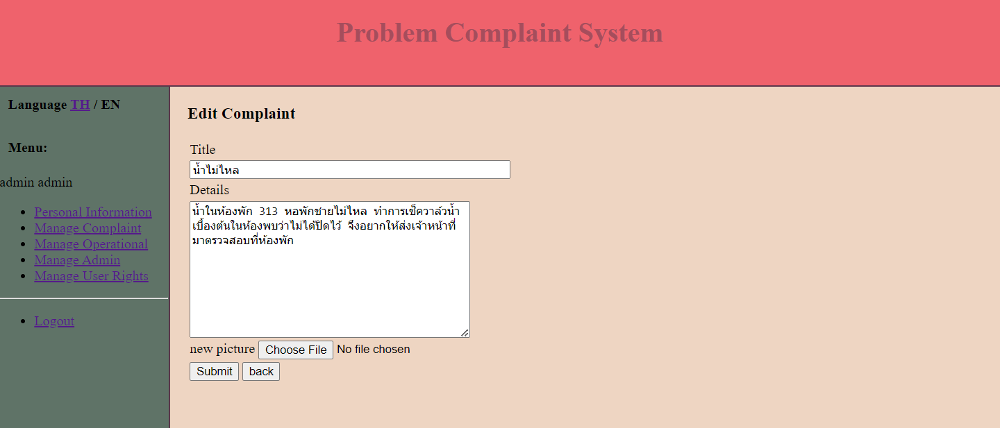 Problem Complaint System
Language TH / EN
Menu:
admin admin
Personal Information
Manage Complaint
Manage Operational
Manage Admin
Manage User Rights
Logout
Edit Complaint
Title
น้ำไม่ไหล
Details
น้ำในห้องพัก 313 หอพักชายไม่ไหล ทำการเช็ควาล์วน้ำ
เบื้องต้นในห้องพบว่าไม่ได้ปิดไว้ จึงอยากให้ส่งเจ้าหน้าที่
มาตรวจสอบที่ห้องพัก
new picture Choose File No file chosen
Submit back